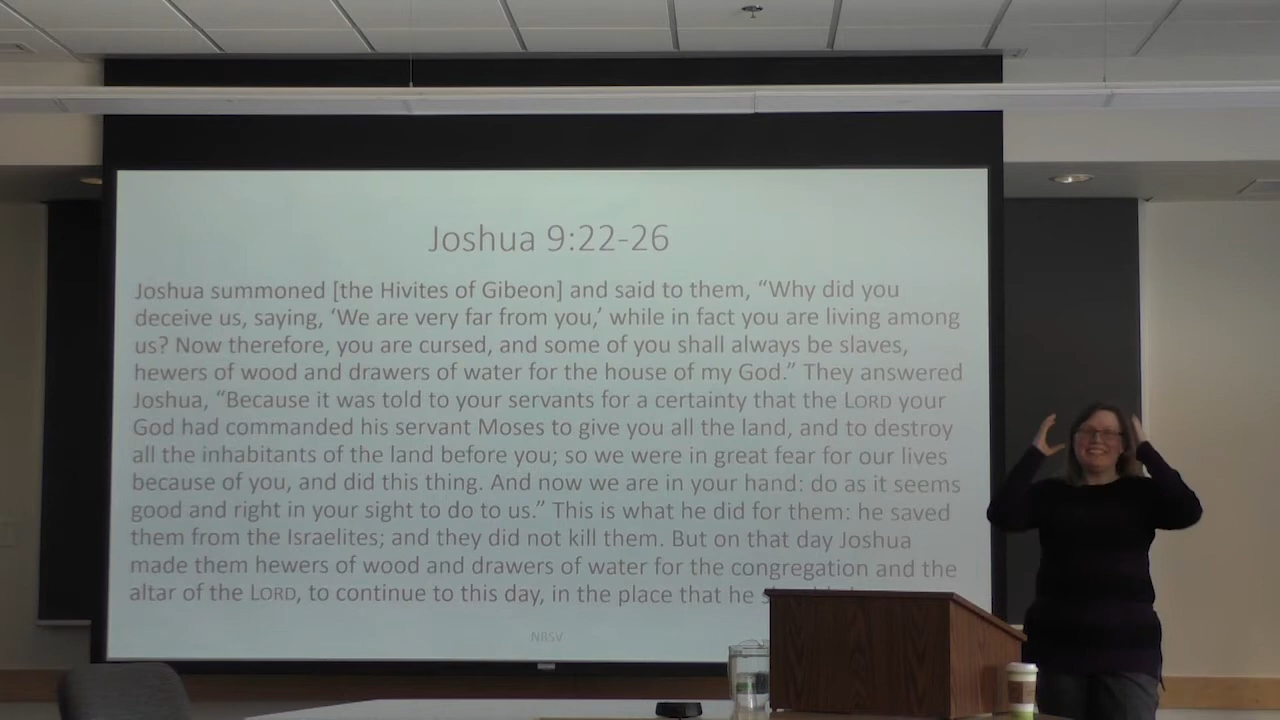 Joshua 9:22-26
Joshua summoned [the Hivites of Gibeon] and said to them, “Why did you
deceive us, saying, ‘We are very far from you,’ while in fact you are living among
us? Now therefore, you are cursed, and some of you shall always be slaves,
hewers of wood and drawers of water for the house of my God.” They answered
Joshua, “Because it was told to your servants for a certainty that the LORD your
God had commanded his servant Moses to give you all the land, and to destroy
all the inhabitants of the land before you; so we were in great fear for our lives
because of you, and did this thing. And now we are in your hand: do as it seems
good and right in your sight to do to us.” This is what he did for them: he saved
them from the Israelites; and they did not kill them. But on that day Joshua
made them hewers of wood and drawers of water for the congregation and the
altar of the LORD, to continue to this day, in the place that he
NRSV